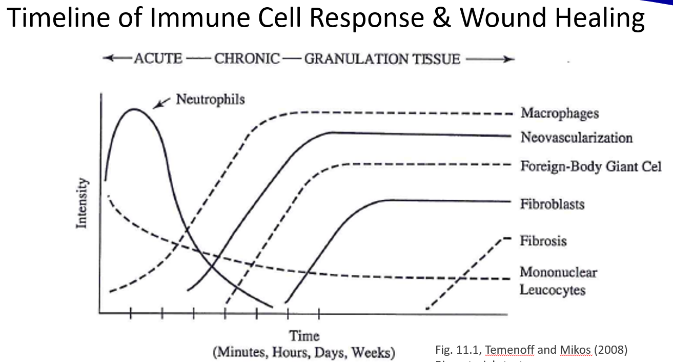 Timeline of Immune Cell Response & Wound Healing
ACUTE — CHRONIC — GRANULATION TISSUE
Neutrophils
Macrophages
Neovascularization
Foreign-Body Giant Cel
Fibroblasts
Fibrosis
Mononuclear
Leucocytes
Intensity
Time
(Minutes, Hours, Days, Weeks)
Fig. 11.1, Temenoff and Mikos (2008)